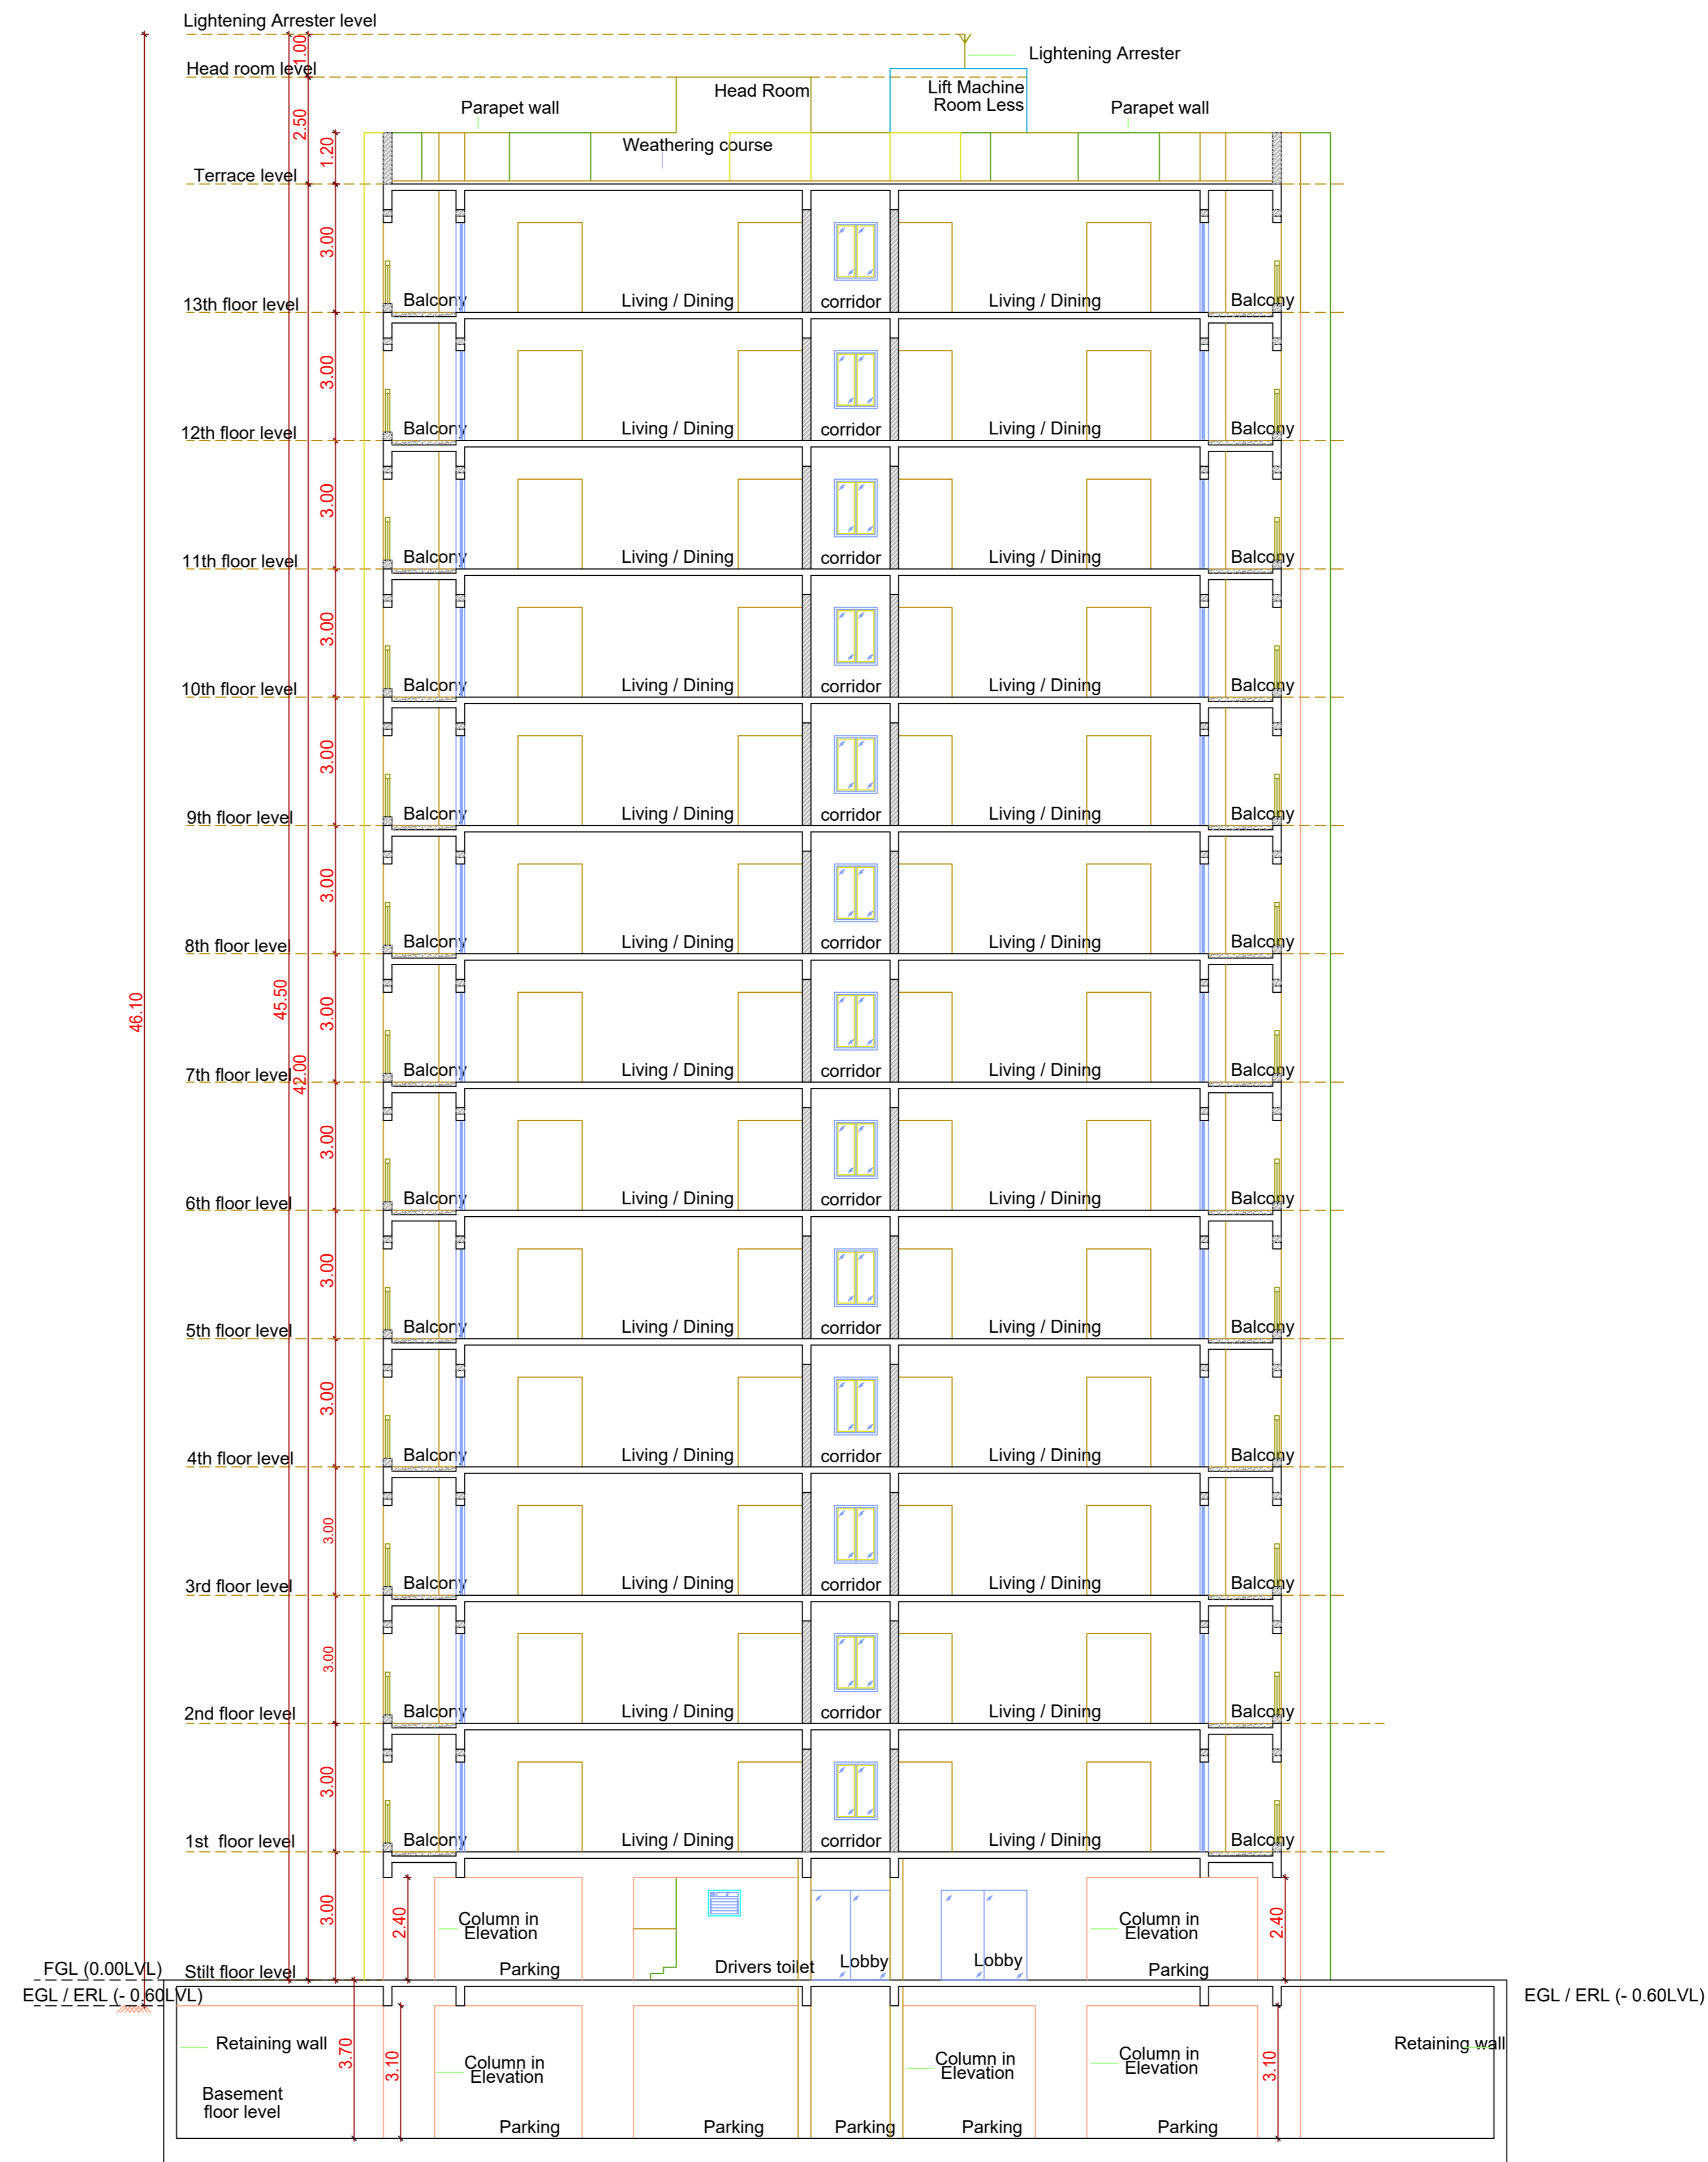 Lightening Arrester level
1.00
Lightening Arrester
Head room level
Head Room
Lift Machine
Room Less
2.50
Parapet wall
Parapet wall
1.20
Weathering course
Terrace level
3.00
13th floor level
Balcony
Living / Dining
corridor
Living / Dining
Balcony
3.00
12th floor level
Balcony
Living / Dining
corridor
Living / Dining
Balcony
3.00
11th floor level
Balcony
Living / Dining
corridor
Living / Dining
Balcony
3.00
10th floor level
Balcony
Living / Dining
corridor
Living / Dining
Balcony
3.00
9th floor level
Balcony
Living / Dining
corridor
Living / Dining
Balcony
3.00
8th floor level
Balcony
Living / Dining
corridor
Living / Dining
Balcony
46.10
45.50
42.00
3.00
7th floor level
Balcony
Living / Dining
corridor
Living / Dining
Balcony
3.00
6th floor level
Balcony
Living / Dining
corridor
Living / Dining
Balcony
3.00
5th floor level
Balcony
Living / Dining
corridor
Living / Dining
Balcony
3.00
4th floor level
Balcony
Living / Dining
corridor
Living / Dining
Balcony
3.00
3rd floor level
Balcony
Living / Dining
corridor
Living / Dining
Balcony
3.00
2nd floor level
Balcony
Living / Dining
corridor
Living / Dining
Balcony
3.00
1st floor level
Balcony
Living / Dining
corridor
Living / Dining
Balcony
3.00
2.40
Column in
Elevation
Column in
Elevation
2.40
FGL (0.00LVL)
Stilt floor level
Parking
Drivers toilet
Lobby
Lobby
Parking
EGL / ERL (- 0.60LVL)
EGL / ERL (- 0.60LVL)
Retaining wall
3.70
3.10
Column in
Elevation
Column in
Elevation
Column in
Elevation
3.10
Retaining wall
Basement
floor level
Parking
Parking
Parking
Parking
Parking